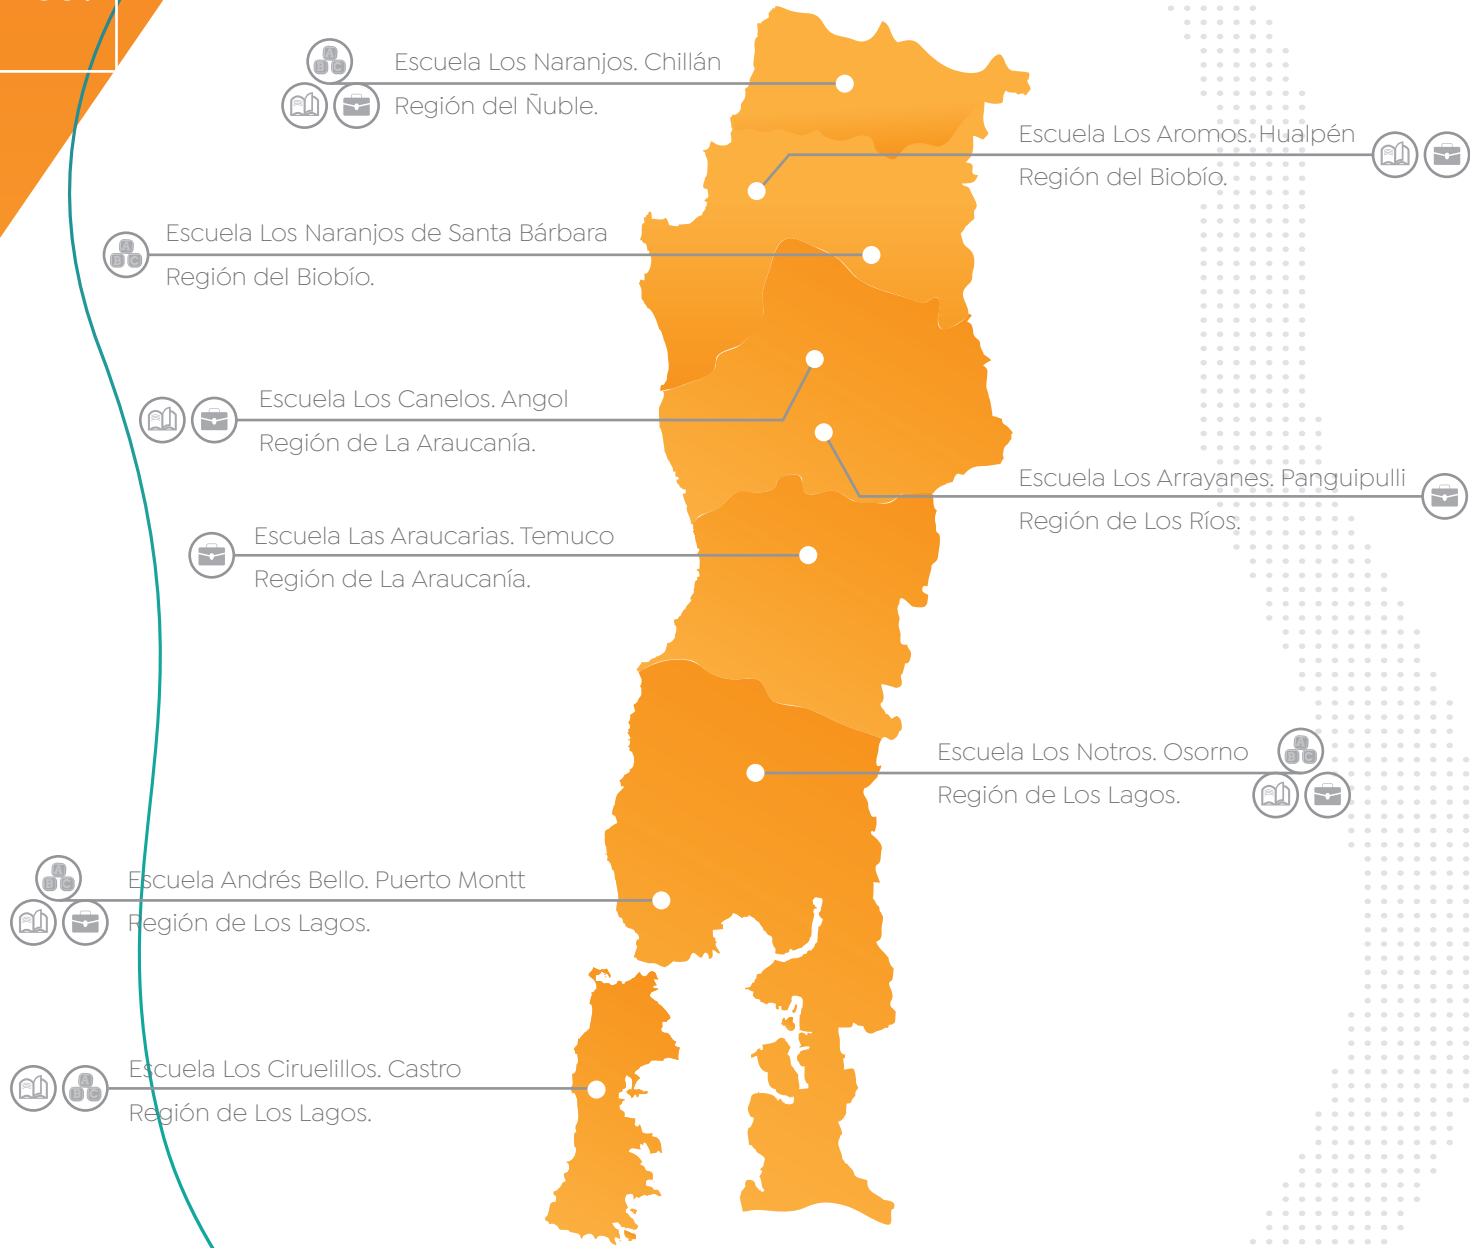 Escuela Los Naranjos. Chillán
Región del Ñuble.
Escuela Los Aromos. Hualpén
Región del Biobío.
Escuela Los Naranjos de Santa Bárbara
Región del Biobío.
Escuela Los Canelos. Angol
Región de La Araucanía.
Escuela Los Arrayanes. Panguipulli
Región de Los Ríos.
Escuela Las Araucarias. Temuco
Región de La Araucanía.
Escuela Los Notros. Osorno
Región de Los Lagos.
Escuela Andrés Bello. Puerto Montt
Región de Los Lagos.
Escuela Los Ciruelillos. Castro
Región de Los Lagos.